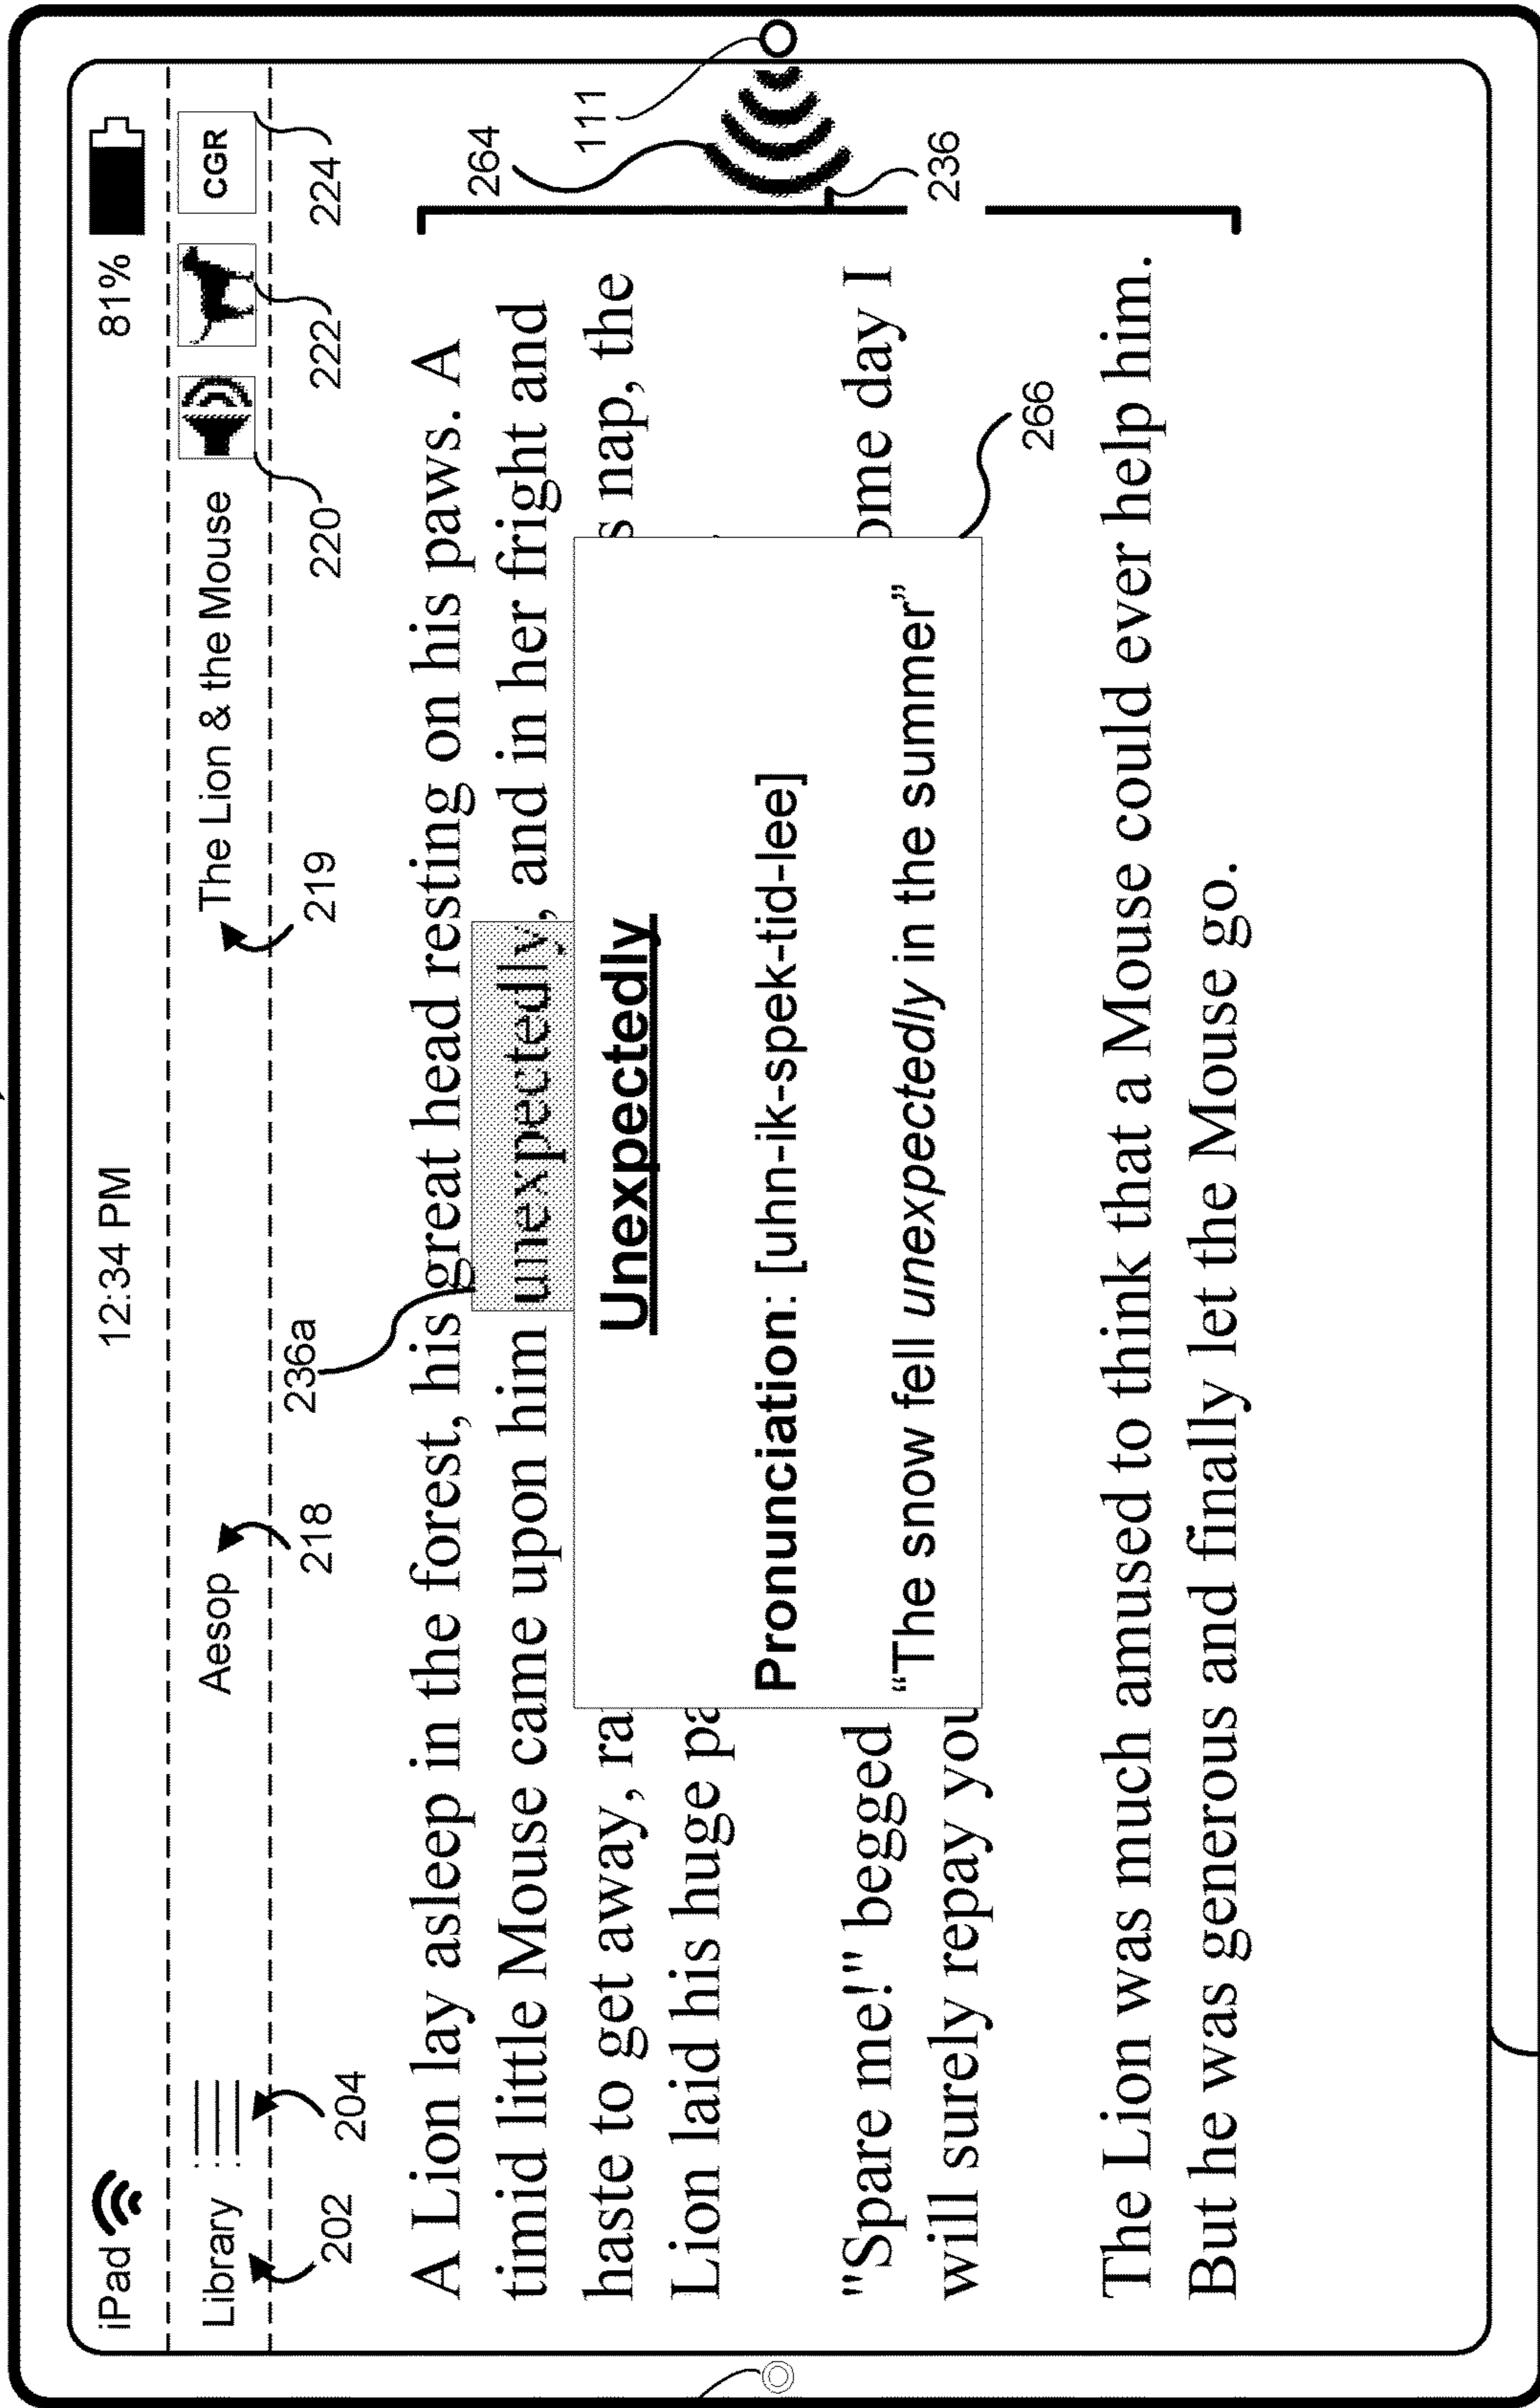 iPad 12:34 PM 81%
Library Aesop The Lion & the Mouse CGR
202 204 218 219 220 222 224
236a
A Lion lay asleep in the forest, his great head resting on his paws. A
timid little Mouse came upon him unexpectedly, and in her fright and
haste to get away, ra s nap, the
Lion laid his huge pa
"Spare me!" begged ome day I
will surely repay you
Unexpectedly
Pronunciation: [uhn-ik-spek-tid-lee]
“The snow fell unexpectedly in the summer”
The Lion was much amused to think that a Mouse could ever help him.
But he was generous and finally let the Mouse go.
264
111
236
266